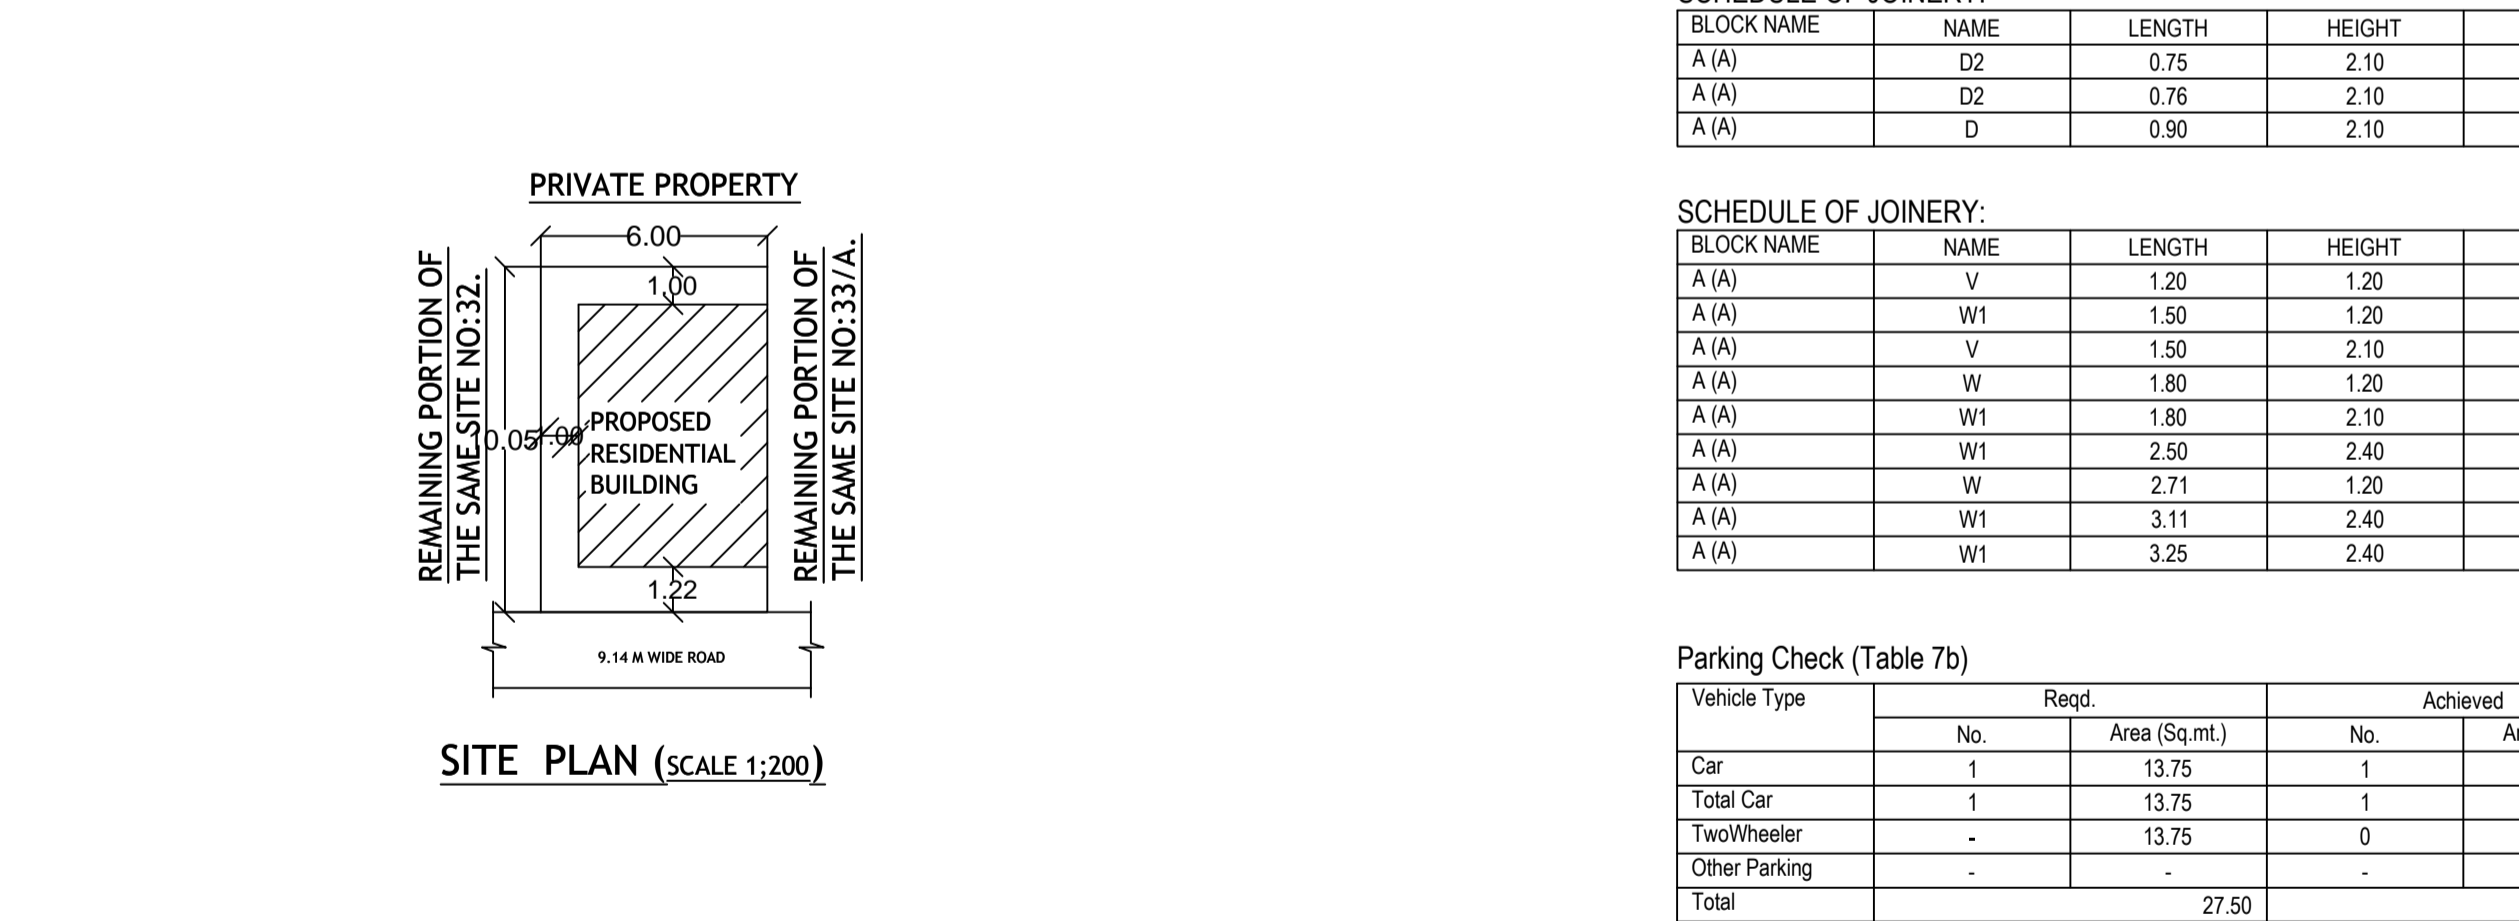 SCHEDULE OF JOINERY:
BLOCK NAME NAME LENGTH HEIGHT
A (A) D2 0.75 2.10
A (A) D2 0.76 2.10
A (A) D 0.90 2.10
PRIVATE PROPERTY
6.00
1.00
REMAINING PORTION OF
THE SAME SITE NO:32.
10.05
1.00
PROPOSED
RESIDENTIAL
BUILDING
REMAINING PORTION OF
THE SAME SITE NO:33/A.
1.22
9.14 M WIDE ROAD
SITE PLAN (SCALE 1;200)
SCHEDULE OF JOINERY:
BLOCK NAME NAME LENGTH HEIGHT
A (A) V 1.20 1.20
A (A) W1 1.50 1.20
A (A) V 1.50 2.10
A (A) W 1.80 1.20
A (A) W1 1.80 2.10
A (A) W1 2.50 2.40
A (A) W 2.71 1.20
A (A) W1 3.11 2.40
A (A) W1 3.25 2.40
Parking Check (Table 7b)
Vehicle Type Reqd. Achieved
No. Area (Sq.mt.) No.
Car 1 13.75 1
Total Car 1 13.75 1
TwoWheeler - 13.75 0
Other Parking - - -
Total 27.50